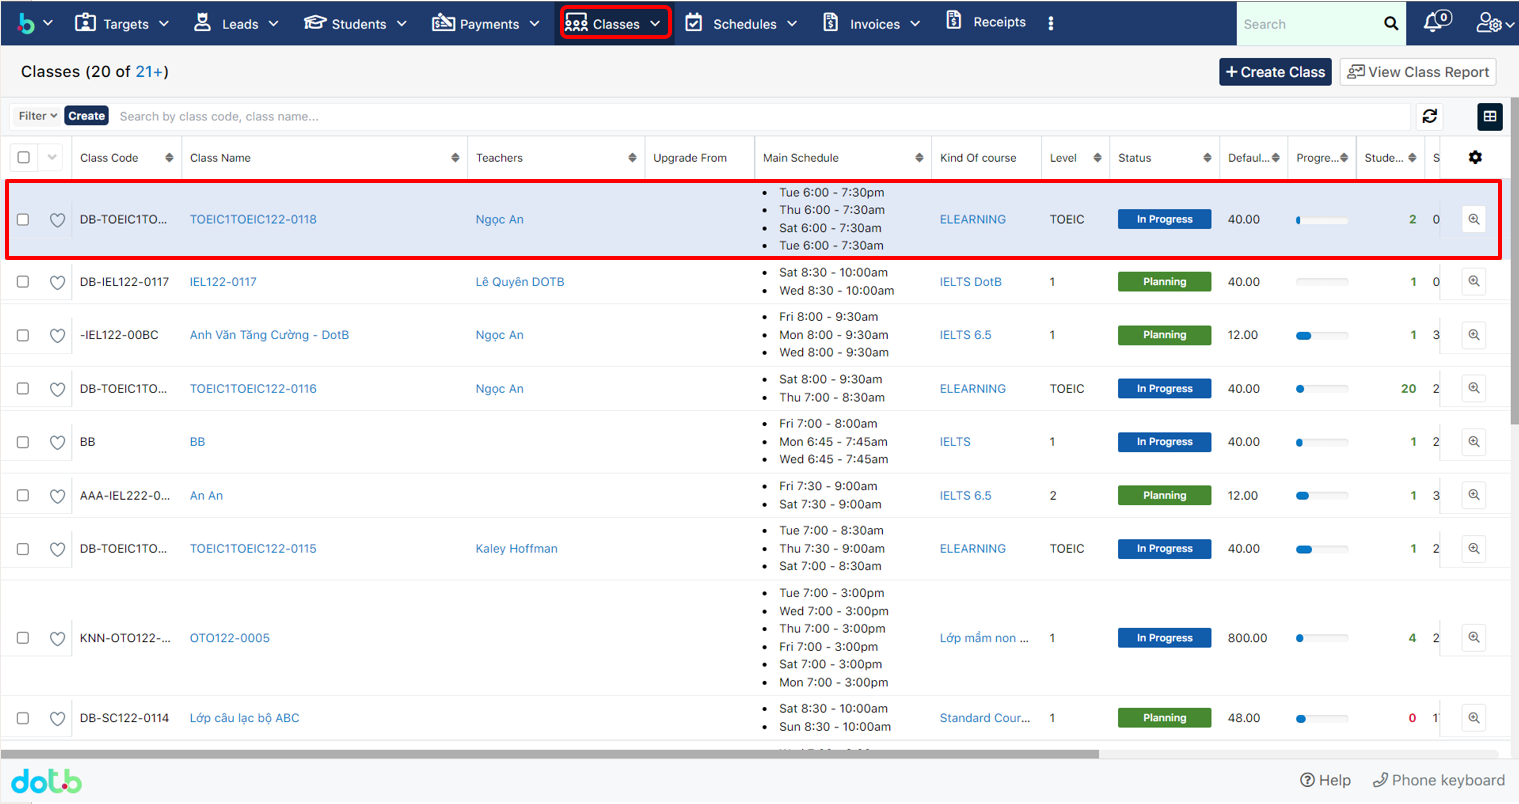 Targets Leads Students Payments Classes Schedules Invoices Receipts Search 0
Classes (20 of 21+) Create Class View Class Report
Filter Create Search by class code, class name...
Class Code Class Name Teachers Upgrade From Main Schedule Kind Of course Level Status Defaul... Progre... Stude... S
Tue 6:00 - 7:30pm
Thu 6:00 - 7:30am
DB-TOEIC1TO... TOEIC1TOEIC122-0118 Ngọc An ELEARNING TOEIC In Progress 40.00 2 0
Sat 6:00 - 7:30am
Tue 6:00 - 7:30am
Sat 8:30 - 10:00am
DB-IEL122-0117 IEL122-0117 Lê Quyên DOTB IELTS DotB 1 Planning 40.00 1 0
Wed 8:30 - 10:00am
Fri 8:00 - 9:30am
-IEL122-00BC Anh Văn Tăng Cường - DotB Ngọc An Mon 8:00 - 9:30am IELTS 6.5 1 Planning 12.00 1 3
Wed 8:00 - 9:30am
Sat 8:00 - 9:30am
DB-TOEIC1TO... TOEIC1TOEIC122-0116 Ngọc An ELEARNING TOEIC In Progress 40.00 20 2
Thu 7:00 - 8:30am
Fri 7:00 - 8:00am
BB BB Mon 6:45 - 7:45am IELTS 1 In Progress 40.00 1 2
Wed 6:45 - 7:45am
Fri 7:30 - 9:00am
AAA-IEL222-0... An An IELTS 6.5 2 Planning 12.00 1 3
Sat 7:30 - 9:00am
Tue 7:00 - 8:30am
DB-TOEIC1TO... TOEIC1TOEIC122-0115 Kaley Hoffman Thu 7:30 - 9:00am ELEARNING TOEIC In Progress 40.00 1 2
Sat 7:00 - 8:30am
Tue 7:00 - 3:00pm
Wed 7:00 - 3:00pm
Thu 7:00 - 3:00pm
KNN-OTO122-... OTO122-0005 Lớp mầm non ... 1 In Progress 800.00 4 2
Fri 7:00 - 3:00pm
Sat 7:00 - 3:00pm
Mon 7:00 - 3:00pm
Sat 8:30 - 10:00am
DB-SC122-0114 Lớp câu lạc bộ ABC Standard Cour... 1 Planning 48.00 0
Sun 8:30 - 10:00am
dotb Help Phone keyboard